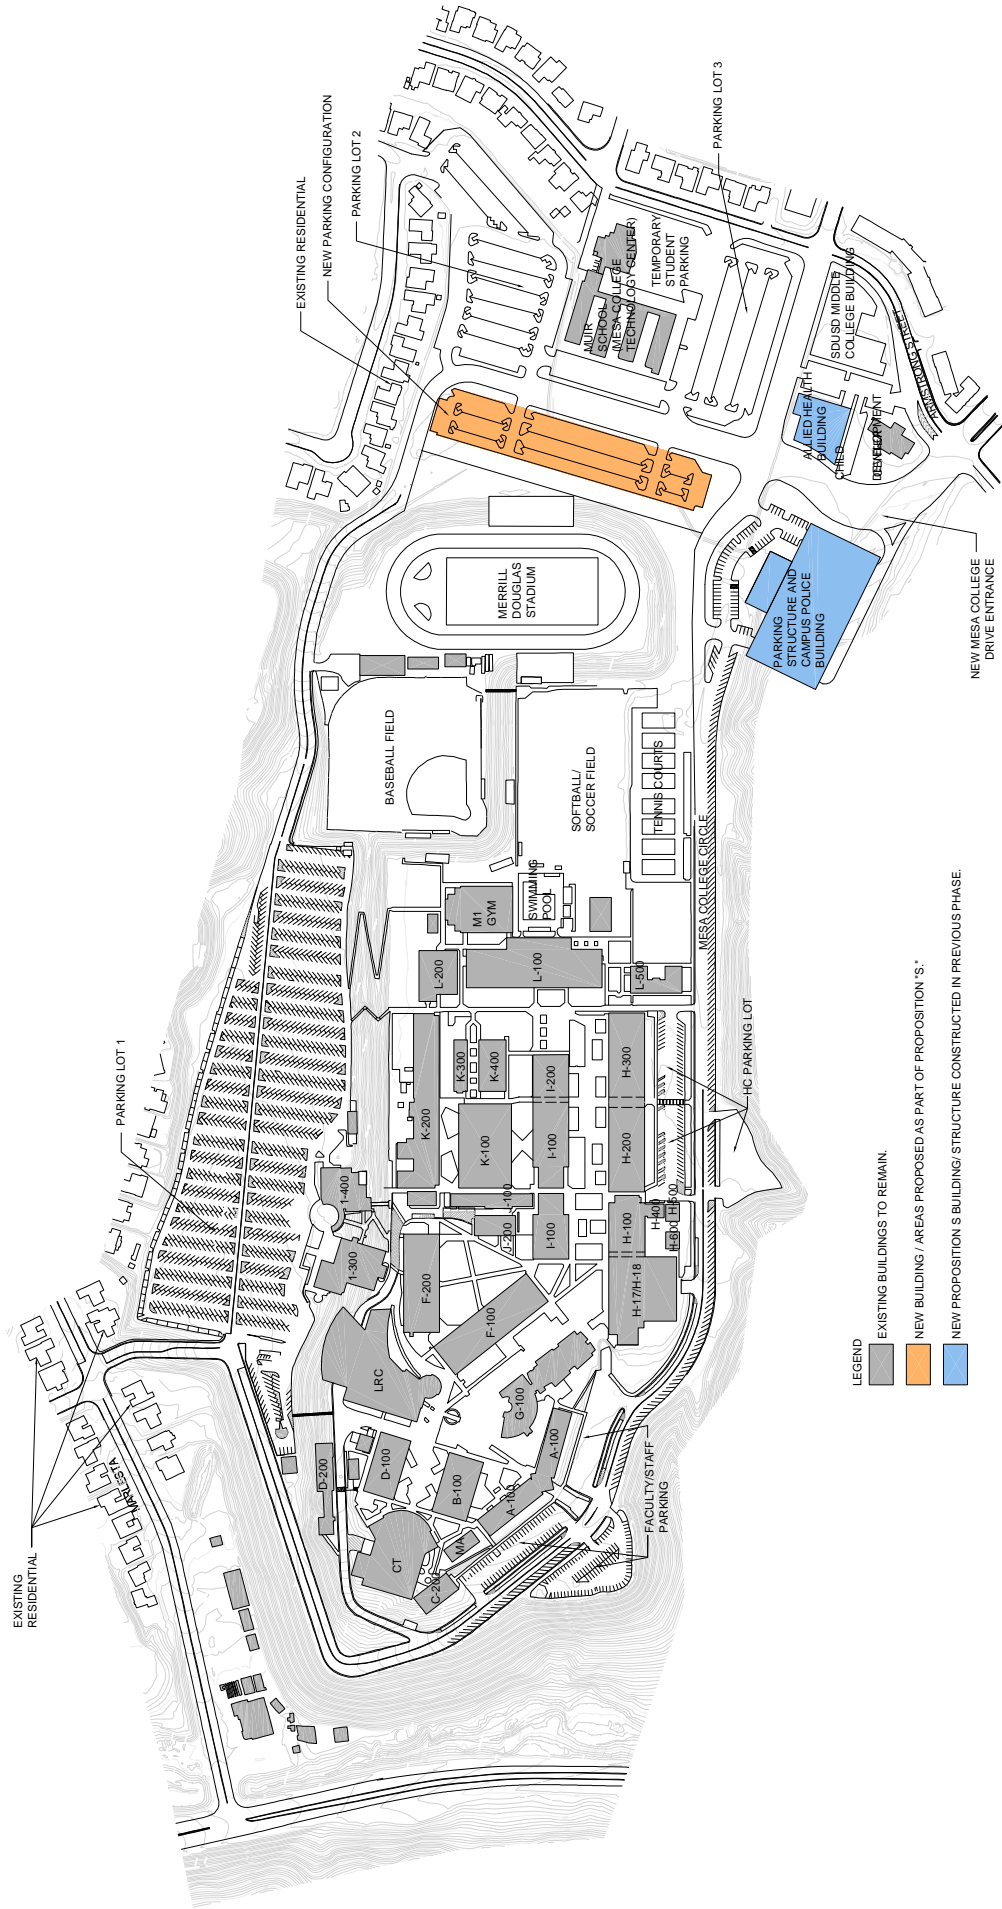 EXISTING
RESIDENTIAL
MARLESTA
PARKING LOT 1
EXISTING RESIDENTIAL
NEW PARKING CONFIGURATION
PARKING LOT 2
PARKING LOT 3
MUIR
SCHOOL
(MESA COLLEGE
TECHNOLOGY CENTER)
TEMPORARY
STUDENT
PARKING
SDUSD MIDDLE
COLLEGE BUILDING
ARMSTRONG STREET
ALLIED HEALTH
BUILDING
CHILD
DEVELOPMENT
PARKING
STRUCTURE AND
CAMPUS POLICE
BUILDING
NEW MESA COLLEGE
DRIVE ENTRANCE
MERRILL
DOUGLAS
STADIUM
BASEBALL FIELD
SOFTBALL/
SOCCER FIELD
TENNIS COURTS
MESA COLLEGE CIRCLE
M1
GYM
SWIMMING
POOL
L-200
L-100
L-500
K-200
K-300
K-400
K-100
I-200
I-100
H-300
H-200
HC PARKING LOT
1-400
1-300
J-200
I-100
H-100
H-400
H-500
H-600
H-17/H-18
F-200
F-100
LRC
G-100
A-100
A-100
D-200
D-100
B-100
CT
MA
C-200
FACULTY/STAFF
PARKING
LEGEND
EXISTING BUILDINGS TO REMAIN.
NEW BUILDING / AREAS PROPOSED AS PART OF PROPOSITION "S."
NEW PROPOSITION S BUILDING/ STRUCTURE CONSTRUCTED IN PREVIOUS PHASE.